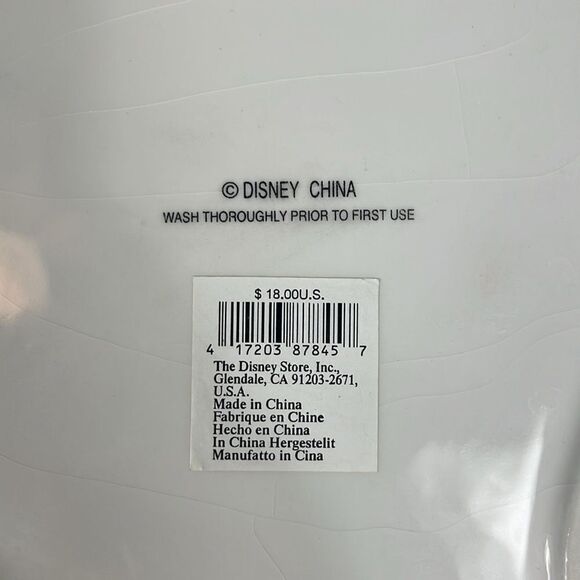 © DISNEY CHINA
WASH THOROUGHLY PRIOR TO FIRST USE
$ 18.00U.S.
4 17203 87845 7
The Disney Store, Inc.,
Glendale, CA 91203-2671,
U.S.A.
Made in China
Fabrique en Chine
Hecho en China
In China Hergestelit
Manufatto in Cina